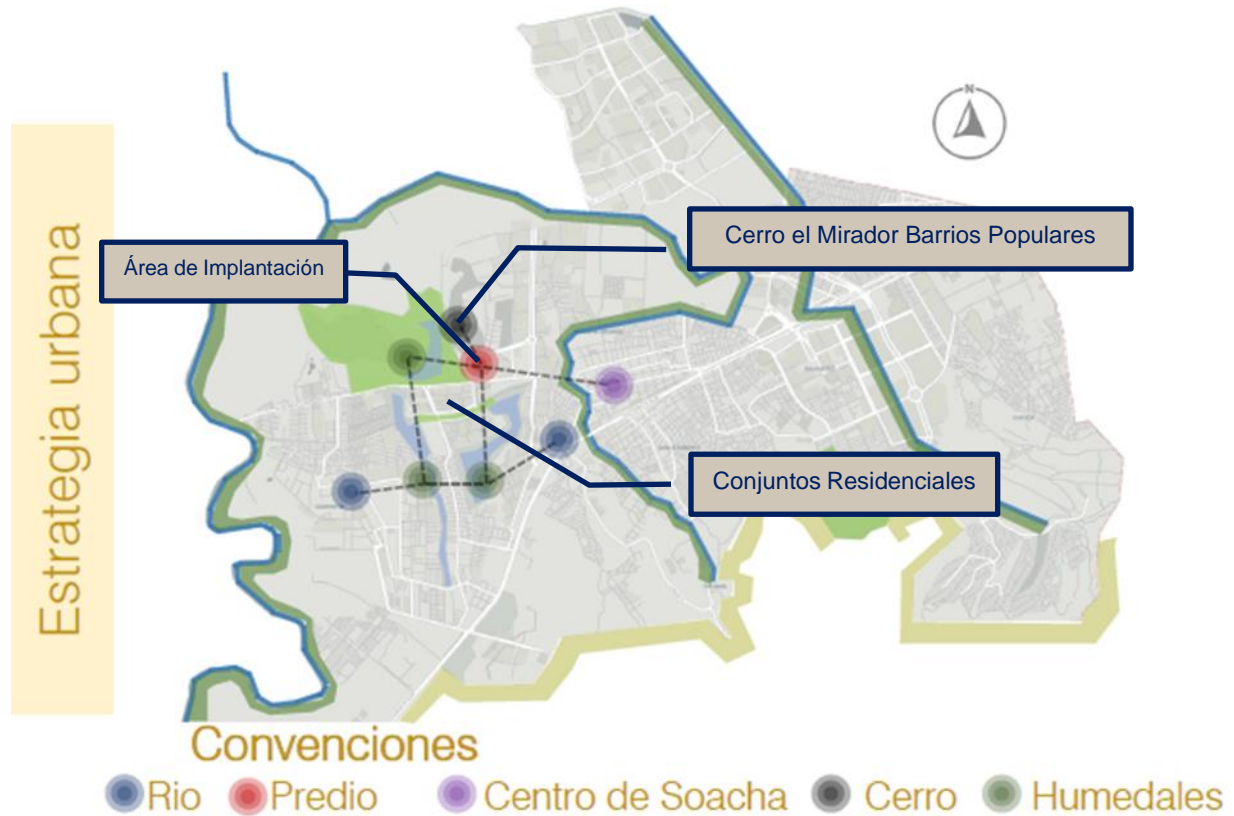 Estrategia urbana
N
Cerro el Mirador Barrios Populares
Área de Implantación
Conjuntos Residenciales
Convenciones
Rio Predio Centro de Soacha Cerro Humedales